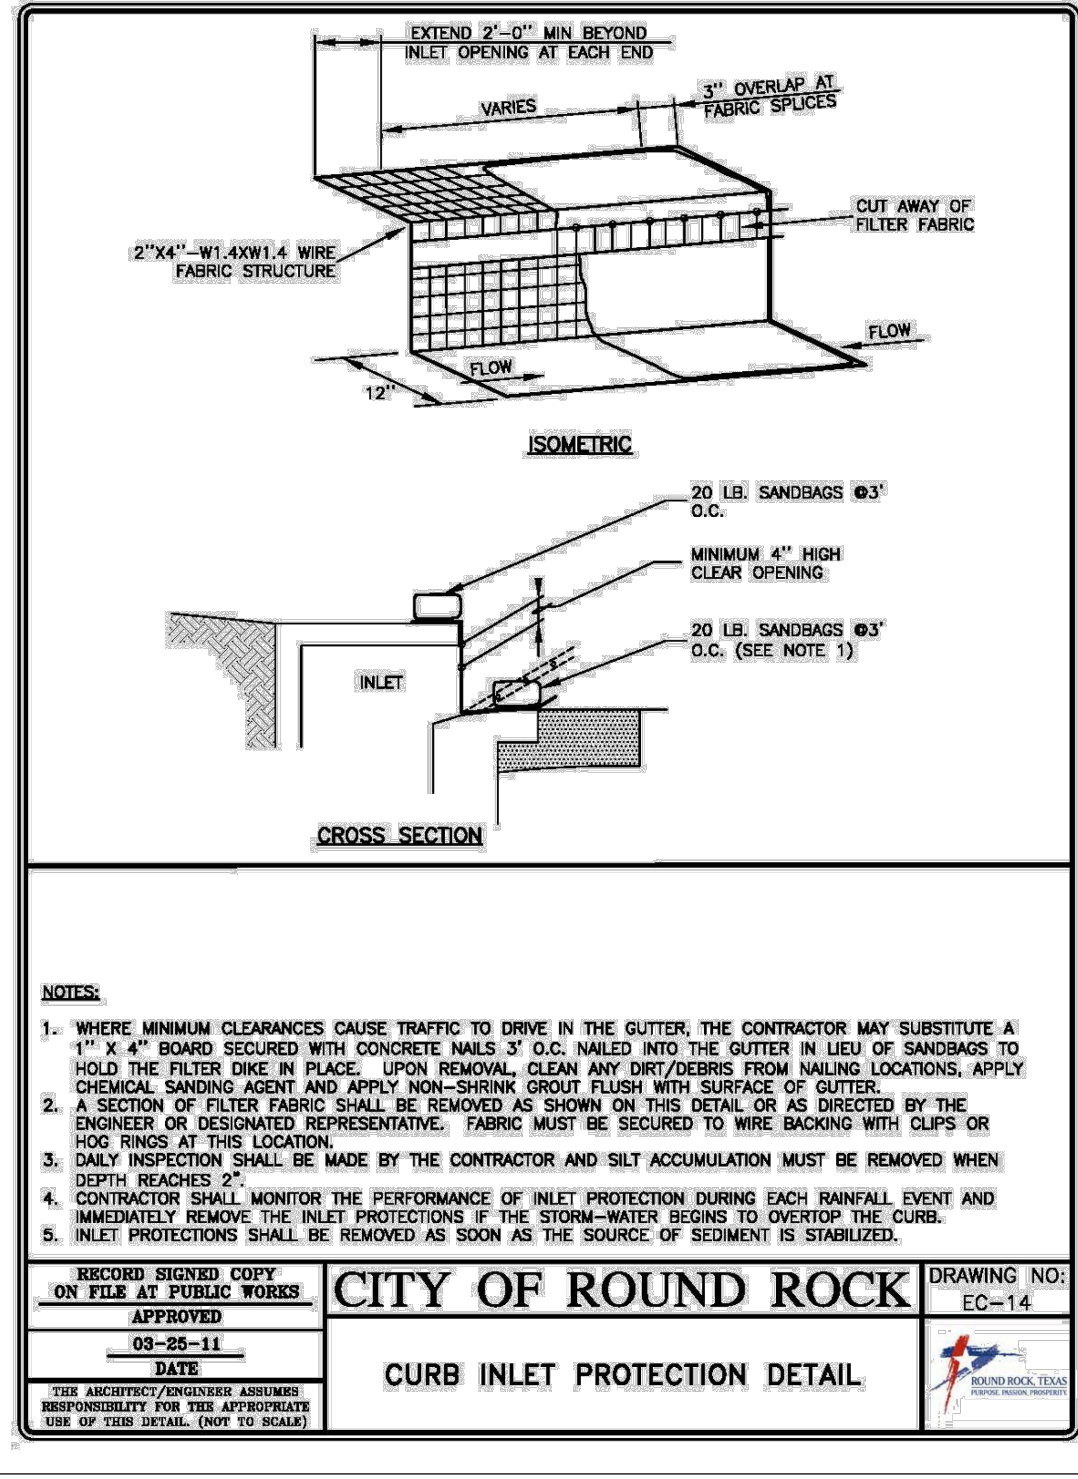 EXTEND 2'-0" MIN BEYOND
INLET OPENING AT EACH END
3" OVERLAP AT
FABRIC SPLICES
VARIES
CUT AWAY OF
FILTER FABRIC
2"X4"-W1.4XW1.4 WIRE
FABRIC STRUCTURE
FLOW
FLOW
12"
ISOMETRIC
20 LB. SANDBAGS @3'
O.C.
MINIMUM 4" HIGH
CLEAR OPENING
20 LB. SANDBAGS @3'
O.C. (SEE NOTE 1)
INLET
CROSS SECTION
NOTES:
1. WHERE MINIMUM CLEARANCES CAUSE TRAFFIC TO DRIVE IN THE GUTTER, THE CONTRACTOR MAY SUBSTITUTE A
1" X 4" BOARD SECURED WITH CONCRETE NAILS 3' O.C. NAILED INTO THE GUTTER IN LIEU OF SANDBAGS TO
HOLD THE FILTER DIKE IN PLACE. UPON REMOVAL, CLEAN ANY DIRT/DEBRIS FROM NAILING LOCATIONS, APPLY
CHEMICAL SANDING AGENT AND APPLY NON-SHRINK GROUT FLUSH WITH SURFACE OF GUTTER.
2. A SECTION OF FILTER FABRIC SHALL BE REMOVED AS SHOWN ON THIS DETAIL OR AS DIRECTED BY THE
ENGINEER OR DESIGNATED REPRESENTATIVE. FABRIC MUST BE SECURED TO WIRE BACKING WITH CLIPS OR
HOG RINGS AT THIS LOCATION.
3. DAILY INSPECTION SHALL BE MADE BY THE CONTRACTOR AND SILT ACCUMULATION MUST BE REMOVED WHEN
DEPTH REACHES 2".
4. CONTRACTOR SHALL MONITOR THE PERFORMANCE OF INLET PROTECTION DURING EACH RAINFALL EVENT AND
IMMEDIATELY REMOVE THE INLET PROTECTIONS IF THE STORM-WATER BEGINS TO OVERTOP THE CURB.
5. INLET PROTECTIONS SHALL BE REMOVED AS SOON AS THE SOURCE OF SEDIMENT IS STABILIZED.
RECORD SIGNED COPY
ON FILE AT PUBLIC WORKS
APPROVED
03-25-11
DATE
THE ARCHITECT/ENGINEER ASSUMES
RESPONSIBILITY FOR THE APPROPRIATE
USE OF THIS DETAIL. (NOT TO SCALE)
CITY OF ROUND ROCK
CURB INLET PROTECTION DETAIL
DRAWING NO:
EC-14
ROUND ROCK, TEXAS
PURPOSE. PASSION. PROSPERITY.